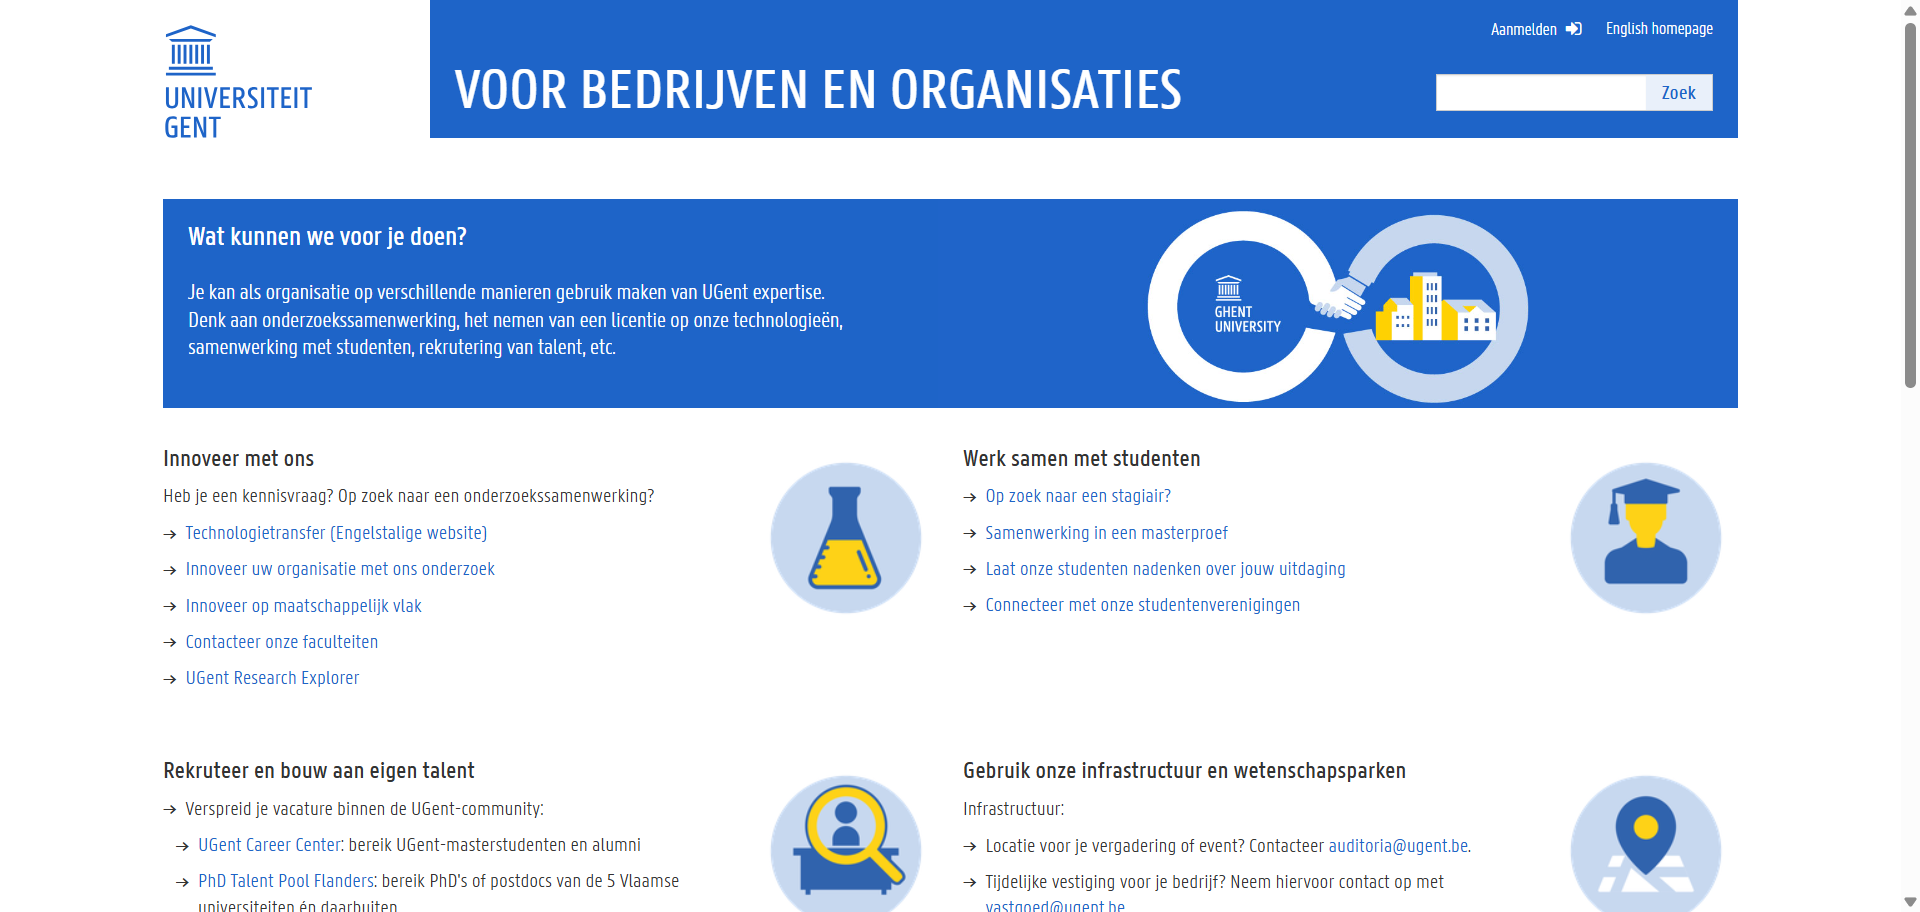 UNIVERSITEIT
GENT
Aanmelden
English homepage
VOOR BEDRIJVEN EN ORGANISATIES
Zoek
Wat kunnen we voor je doen?
Je kan als organisatie op verschillende manieren gebruik maken van UGent expertise.
Denk aan onderzoekssamenwerking, het nemen van een licentie op onze technologieën,
samenwerking met studenten, rekrutering van talent, etc.
GHENT
UNIVERSITY
Innoveer met ons
Heb je een kennisvraag? Op zoek naar een onderzoekssamenwerking?
→ Technologietransfer (Engelstalige website)
→ Innoveer uw organisatie met ons onderzoek
→ Innoveer op maatschappelijk vlak
→ Contacteer onze faculteiten
→ UGent Research Explorer
Werk samen met studenten
→ Op zoek naar een stagiair?
→ Samenwerking in een masterproef
→ Laat onze studenten nadenken over jouw uitdaging
→ Connecteer met onze studentenverenigingen
Rekruteer en bouw aan eigen talent
→ Verspreid je vacature binnen de UGent-community:
→ UGent Career Center: bereik UGent-masterstudenten en alumni
→ PhD Talent Pool Flanders: bereik PhD's of postdocs van de 5 Vlaamse
universiteiten én daarbuiten
Gebruik onze infrastructuur en wetenschapsparken
Infrastructuur:
→ Locatie voor je vergadering of event? Contacteer auditoria@ugent.be.
→ Tijdelijke vestiging voor je bedrijf? Neem hiervoor contact op met
vastgoed@ugent.be